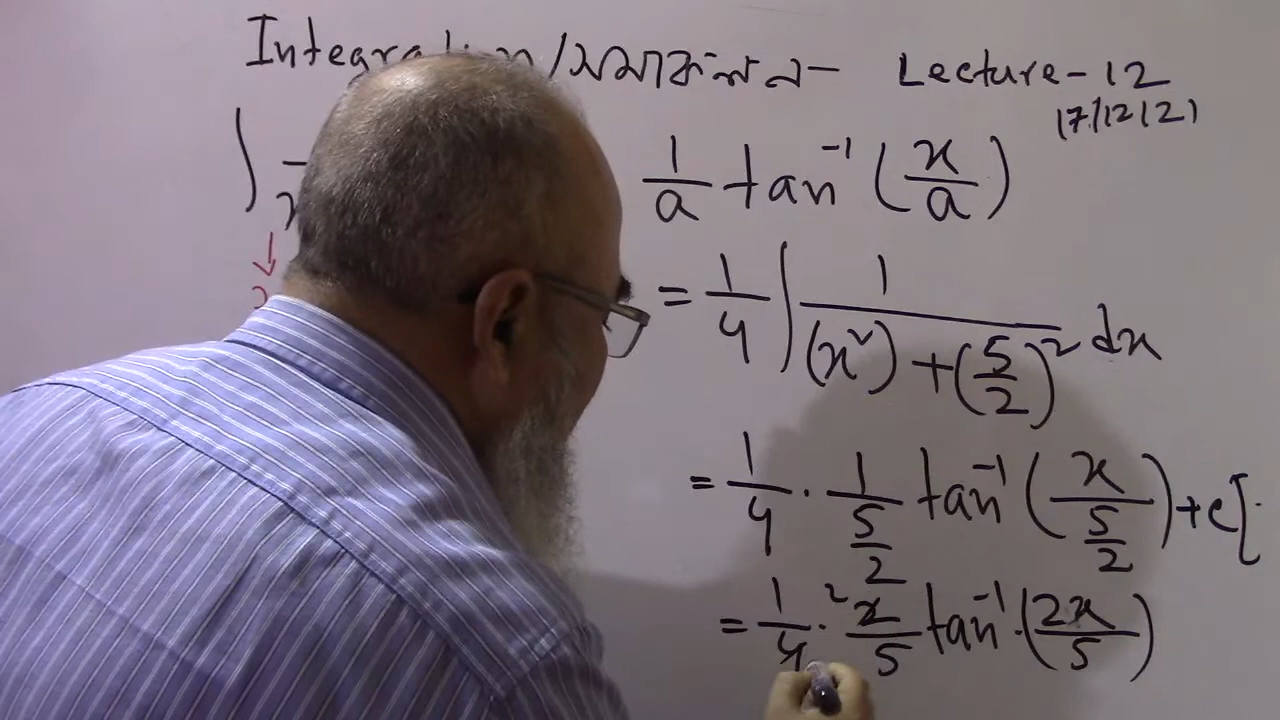 Integration/সমাকলন - Lecture-12
17/12/21
∫ 1/a tan⁻¹ (x/a)
= 1/4 ∫ 1/((x²) + (5/2)²) dx
= 1/4 · 1/(5/2) tan⁻¹ (x/(5/2)) + c [
= 1/4 · 2/5 tan⁻¹ · (2x/5)